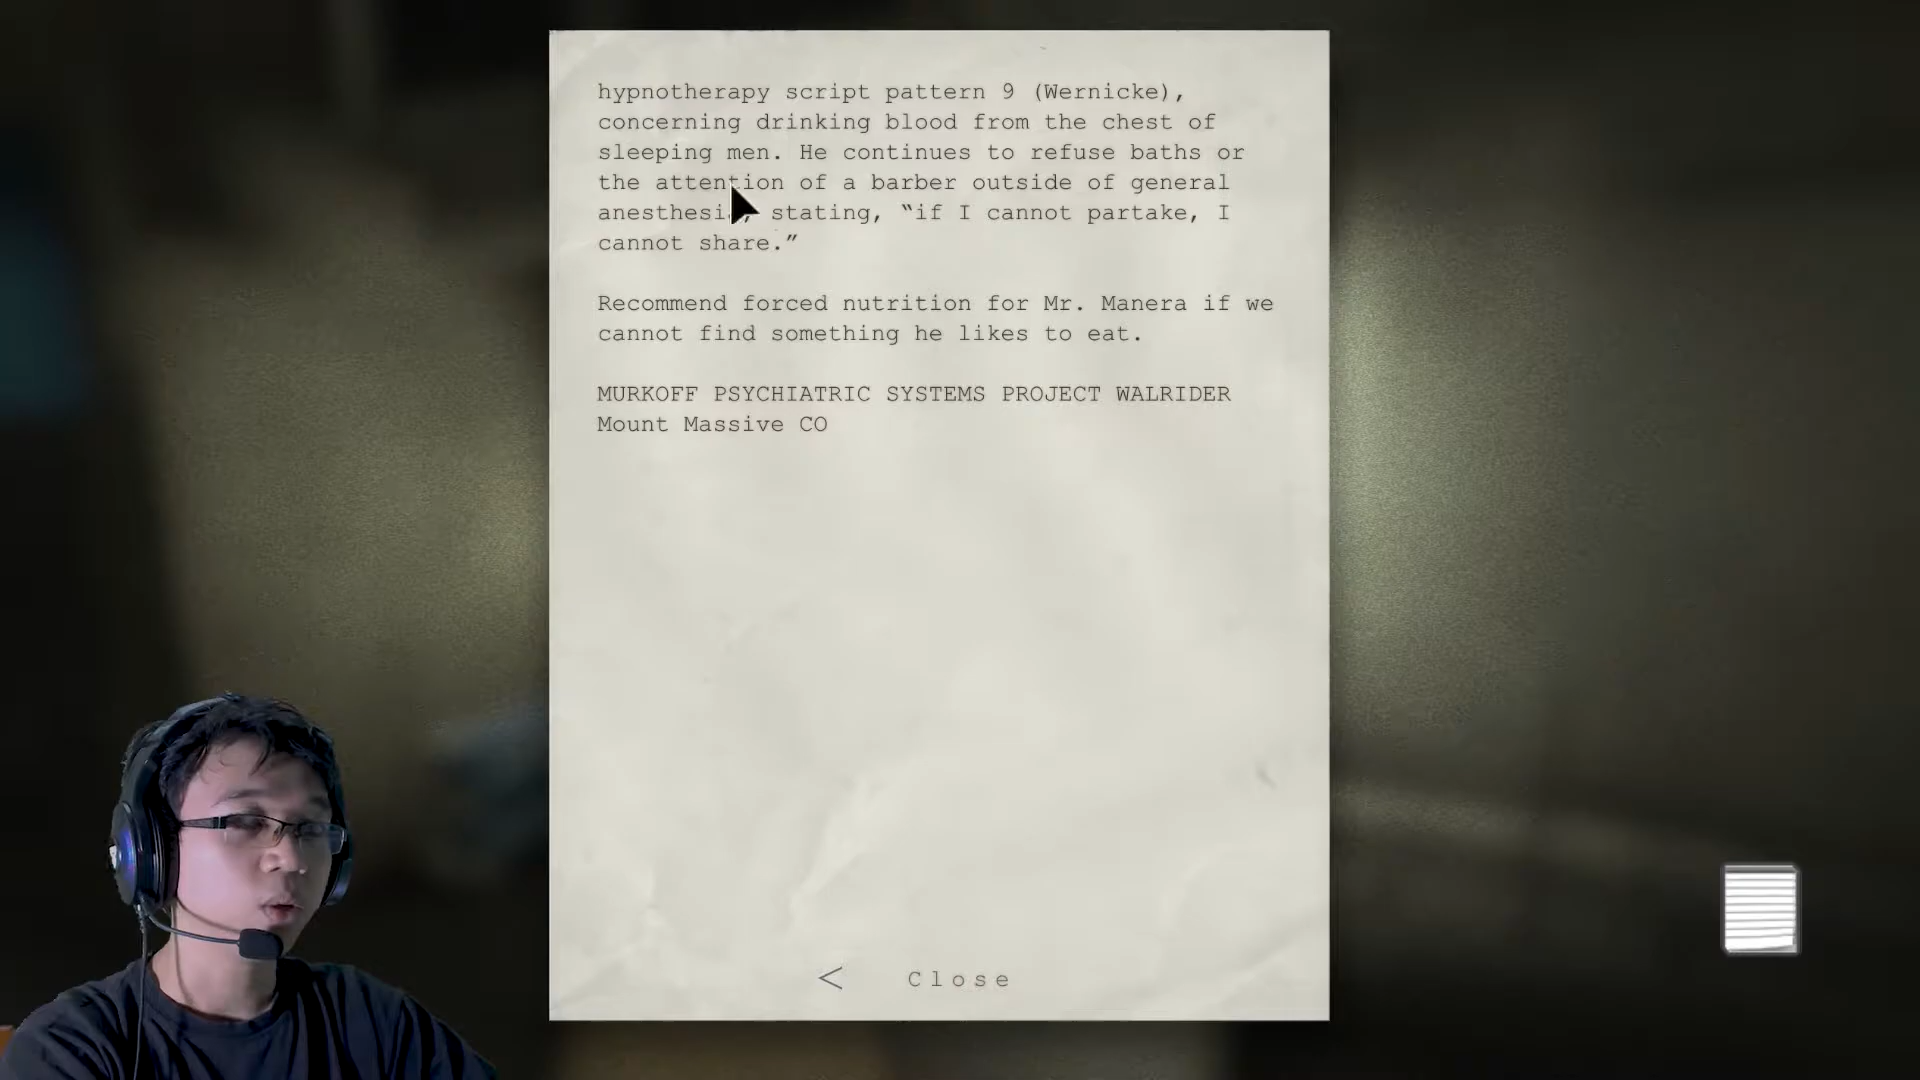 hypnotherapy script pattern 9 (Wernicke),
concerning drinking blood from the chest of
sleeping men. He continues to refuse baths or
the attention of a barber outside of general
anesthesia, stating, “if I cannot partake, I
cannot share.”
Recommend forced nutrition for Mr. Manera if we
cannot find something he likes to eat.
MURKOFF PSYCHIATRIC SYSTEMS PROJECT WALRIDER
Mount Massive CO
< Close